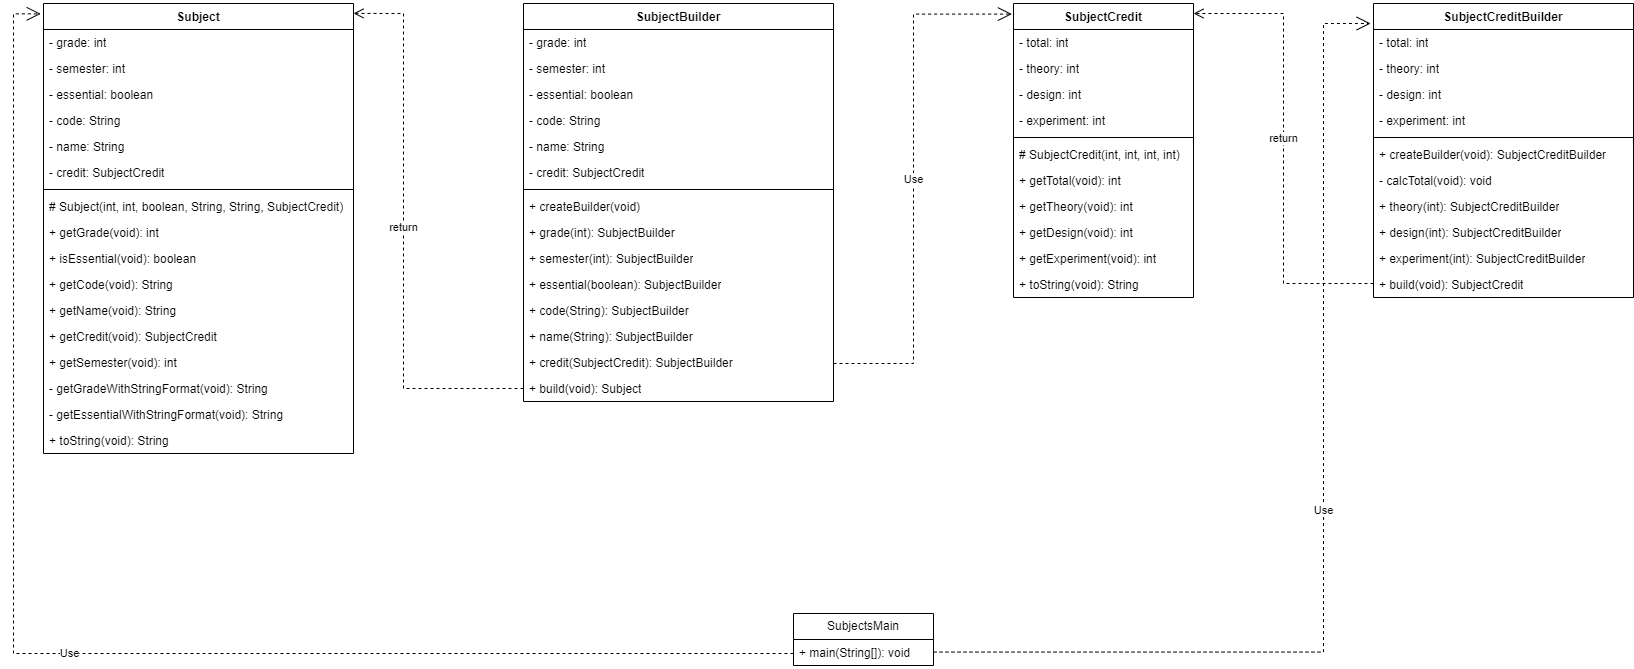 Subject
- grade: int
- semester: int
- essential: boolean
- code: String
- name: String
- credit: SubjectCredit
# Subject(int, int, boolean, String, String, SubjectCredit)
+ getGrade(void): int
+ isEssential(void): boolean
+ getCode(void): String
+ getName(void): String
+ getCredit(void): SubjectCredit
+ getSemester(void): int
- getGradeWithStringFormat(void): String
- getEssentialWithStringFormat(void): String
+ toString(void): String
return
SubjectBuilder
- grade: int
- semester: int
- essential: boolean
- code: String
- name: String
- credit: SubjectCredit
+ createBuilder(void)
+ grade(int): SubjectBuilder
+ semester(int): SubjectBuilder
+ essential(boolean): SubjectBuilder
+ code(String): SubjectBuilder
+ name(String): SubjectBuilder
+ credit(SubjectCredit): SubjectBuilder
+ build(void): Subject
Use
SubjectCredit
- total: int
- theory: int
- design: int
- experiment: int
# SubjectCredit(int, int, int, int)
+ getTotal(void): int
+ getTheory(void): int
+ getDesign(void): int
+ getExperiment(void): int
+ toString(void): String
return
SubjectCreditBuilder
- total: int
- theory: int
- design: int
- experiment: int
+ createBuilder(void): SubjectCreditBuilder
- calcTotal(void): void
+ theory(int): SubjectCreditBuilder
+ design(int): SubjectCreditBuilder
+ experiment(int): SubjectCreditBuilder
+ build(void): SubjectCredit
Use
SubjectsMain
+ main(String[]): void
Use